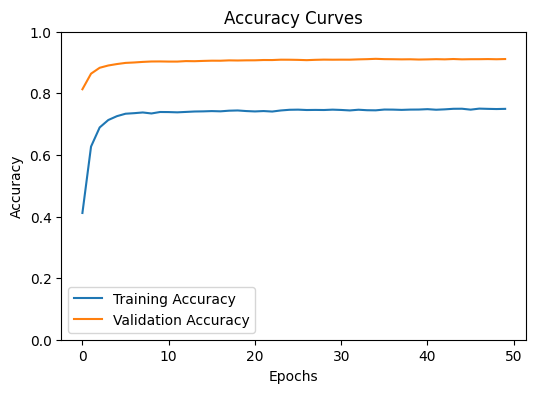 Accuracy Curves
1.0
0.8
0.6
0.4
0.2
0.0
Accuracy
Training Accuracy
Validation Accuracy
0 10 20 30 40 50
Epochs